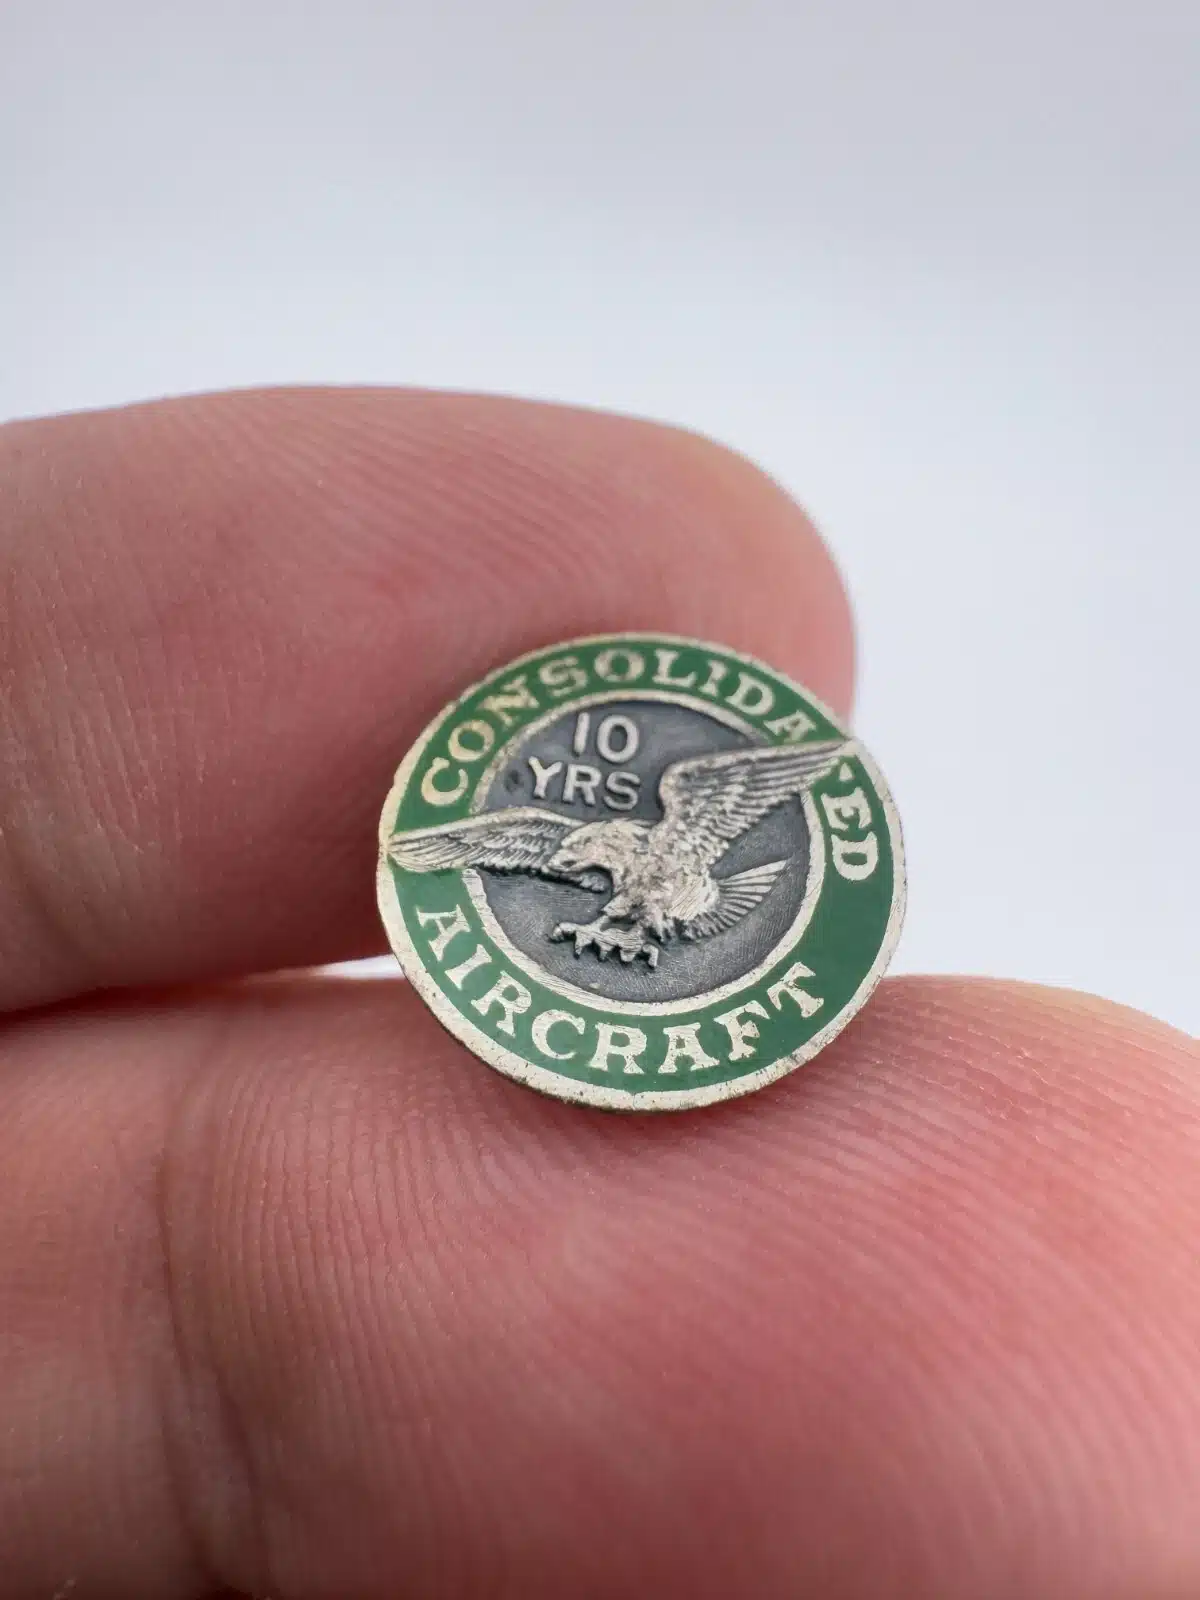 CONSOLIDATED
10
YRS
AIRCRAFT